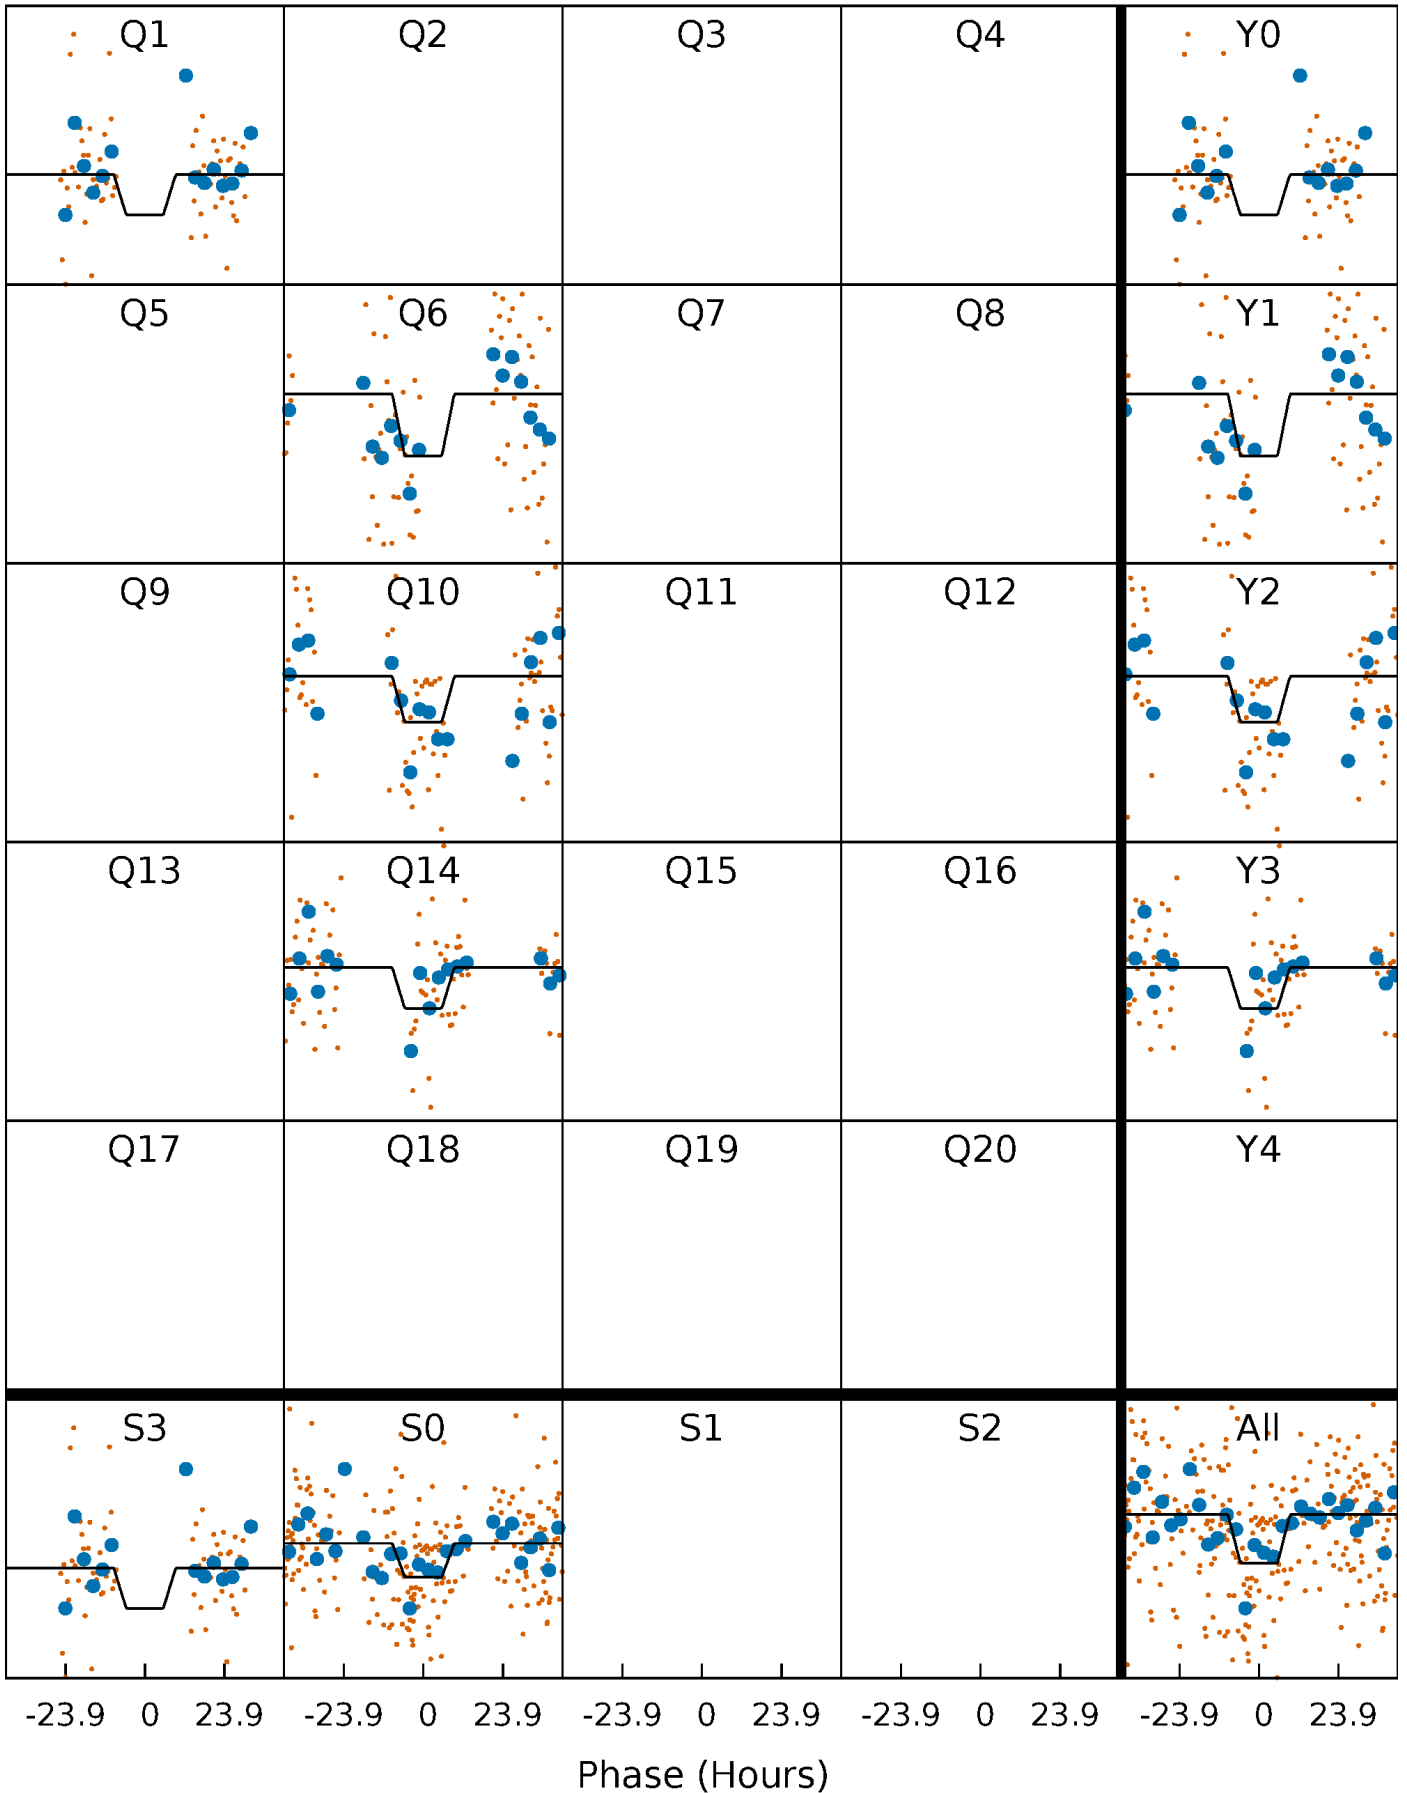 Q1 Q2 Q3 Q4 Y0
Q5 Q6 Q7 Q8 Y1
Q9 Q10 Q11 Q12 Y2
Q13 Q14 Q15 Q16 Y3
Q17 Q18 Q19 Q20 Y4
S3 S0 S1 S2 All
-23.9 0 23.9 -23.9 0 23.9 -23.9 0 23.9 -23.9 0 23.9 -23.9 0 23.9
Phase (Hours)